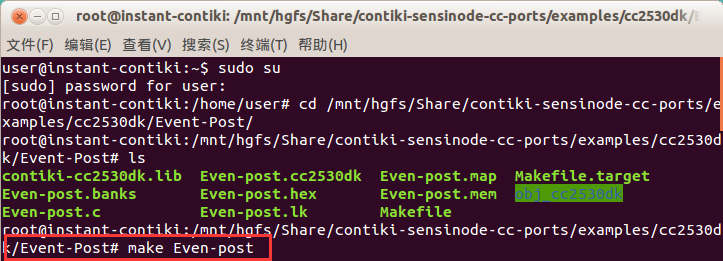 root@instant-contiki: /mnt/hgfs/Share/contiki-sensinode-cc-ports/examples/cc2530dk/E
文件(F) 编辑(E) 查看(V) 搜索(S) 终端(T) 帮助(H)
user@instant-contiki:~$ sudo su
[sudo] password for user:
root@instant-contiki:/home/user# cd /mnt/hgfs/Share/contiki-sensinode-cc-ports/e
xamples/cc2530dk/Event-Post/
root@instant-contiki:/mnt/hgfs/Share/contiki-sensinode-cc-ports/examples/cc2530d
k/Event-Post# ls
contiki-cc2530dk.lib Even-post.cc2530dk Even-post.map Makefile.target
Even-post.banks Even-post.hex Even-post.mem obj_cc2530dk
Even-post.c Even-post.lk Makefile
root@instant-contiki:/mnt/hgfs/Share/contiki-sensinode-cc-ports/examples/cc2530d
k/Event-Post# make Even-post